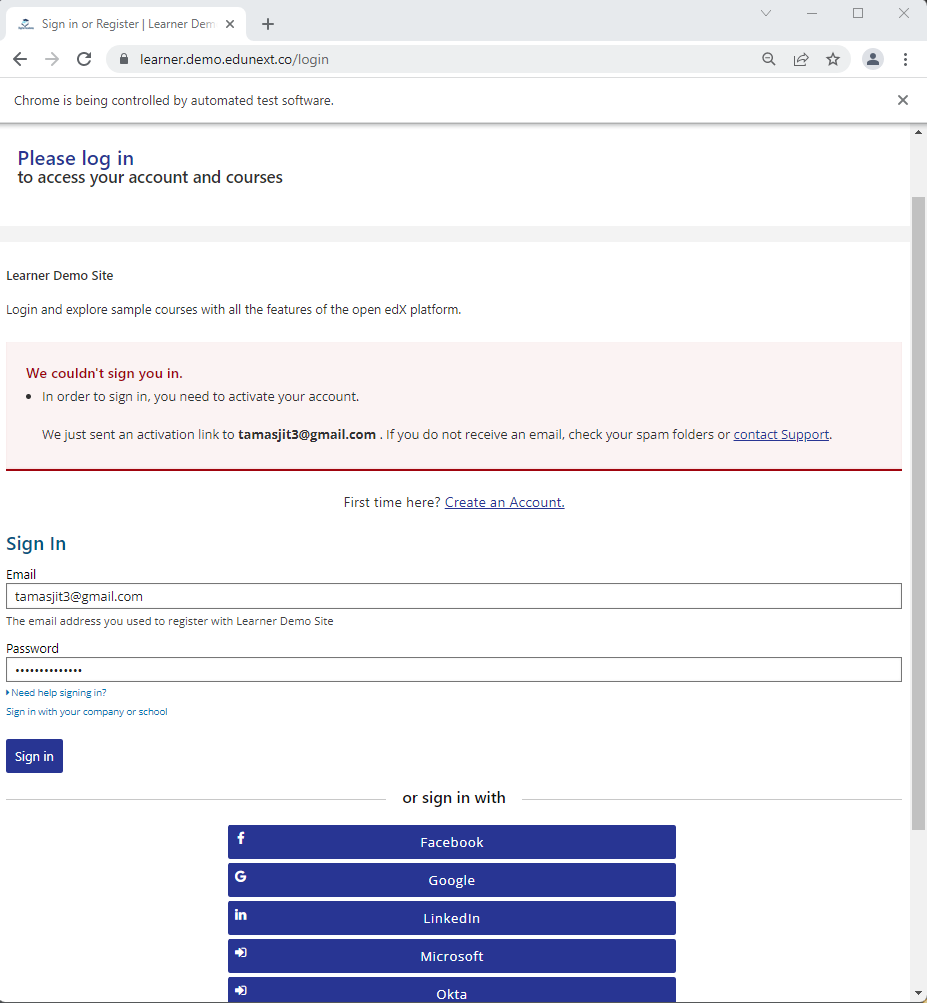 Sign in or Register | Learner Dem
learner.demo.edunext.co/login
Chrome is being controlled by automated test software.
Please log in
to access your account and courses
Learner Demo Site
Login and explore sample courses with all the features of the open edX platform.
We couldn't sign you in.
In order to sign in, you need to activate your account.
We just sent an activation link to tamasjit3@gmail.com . If you do not receive an email, check your spam folders or contact Support.
First time here? Create an Account.
Sign In
Email
tamasjit3@gmail.com
The email address you used to register with Learner Demo Site
Password
••••••••••••••
Need help signing in?
Sign in with your company or school
Sign in
or sign in with
Facebook
Google
LinkedIn
Microsoft
Okta